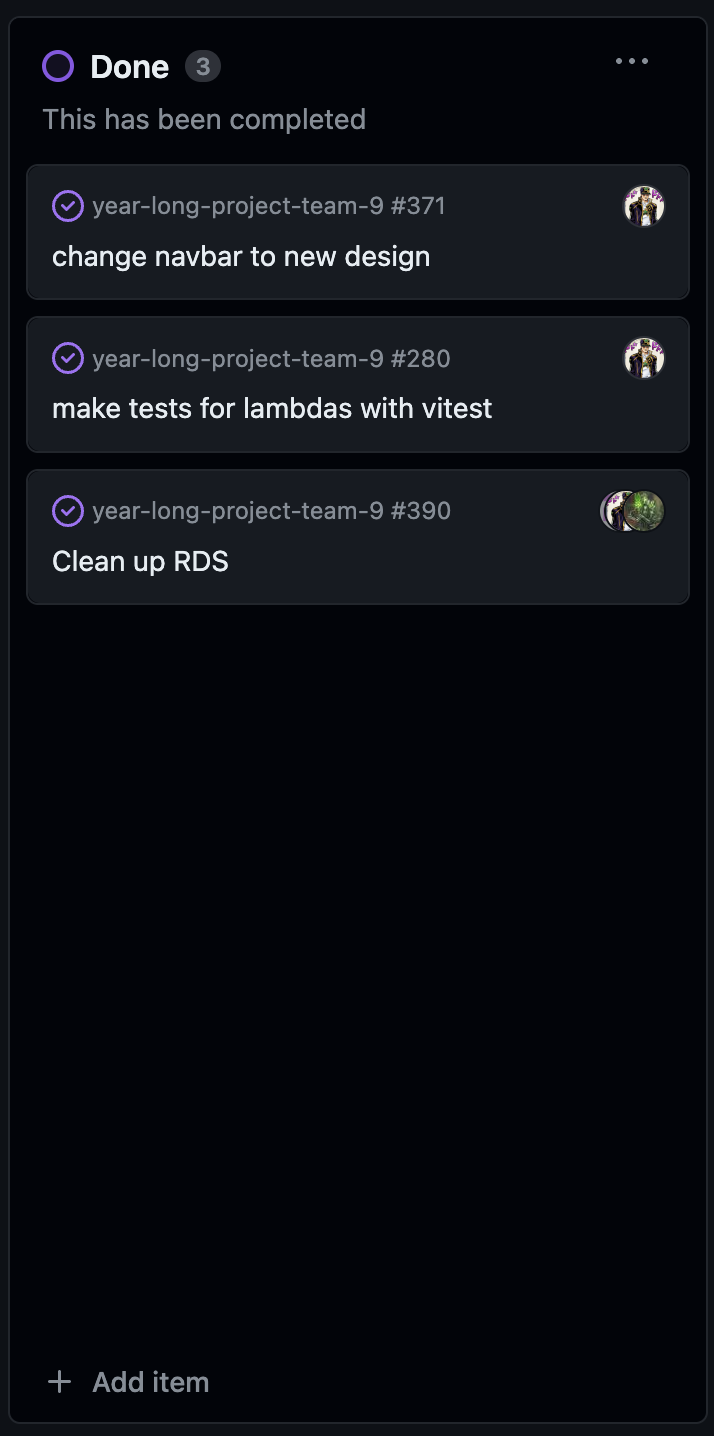 Done 3
This has been completed
year-long-project-team-9 #371
change navbar to new design
year-long-project-team-9 #280
make tests for lambdas with vitest
year-long-project-team-9 #390
Clean up RDS
Add item